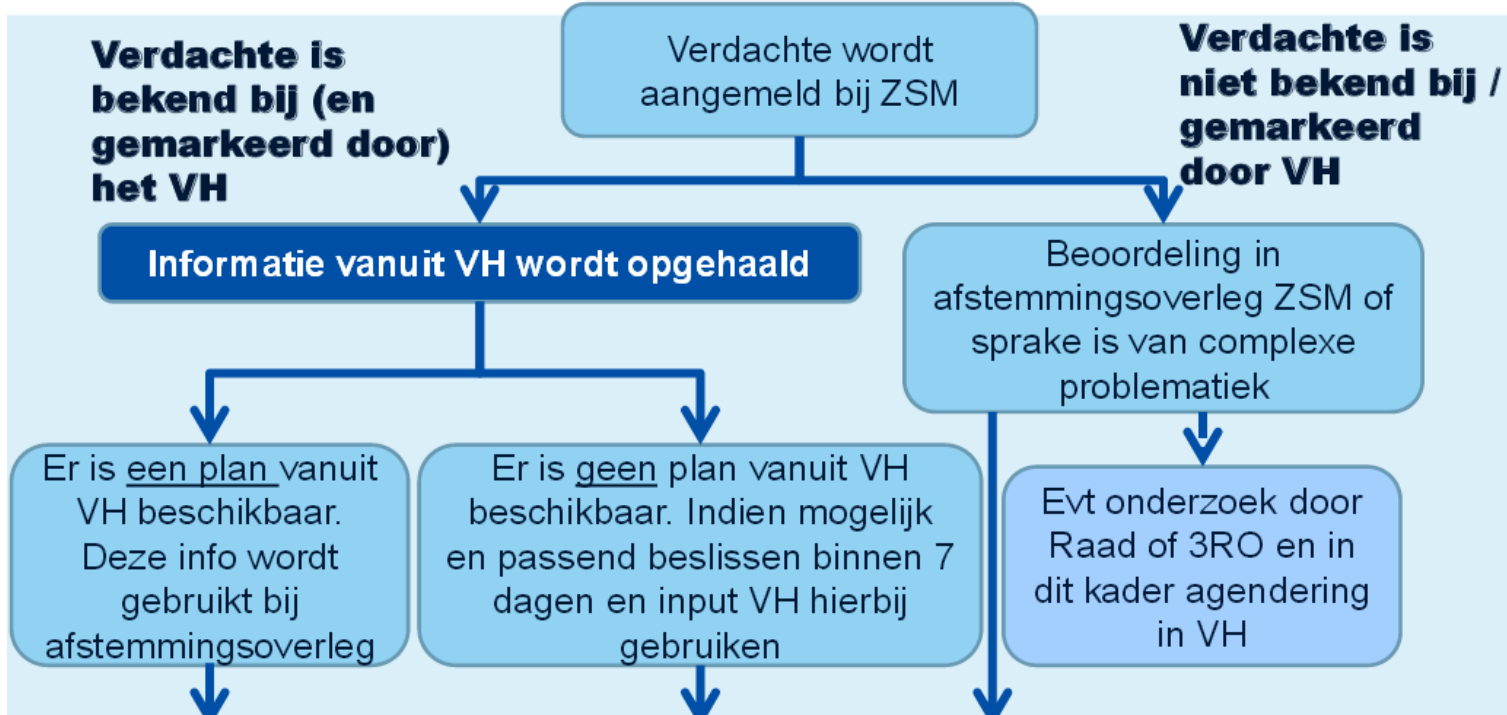 Verdachte is
bekend bij (en
gemarkeerd door)
het VH
Verdachte wordt
aangemeld bij ZSM
Verdachte is
niet bekend bij /
gemarkeerd
door VH
Informatie vanuit VH wordt opgehaald
Beoordeling in
afstemmingsoverleg ZSM of
sprake is van complexe
problematiek
Er is een plan vanuit
VH beschikbaar.
Deze info wordt
gebruikt bij
afstemmingsoverleg
Er is geen plan vanuit VH
beschikbaar. Indien mogelijk
en passend beslissen binnen 7
dagen en input VH hierbij
gebruiken
Evt onderzoek door
Raad of 3RO en in
dit kader agendering
in VH